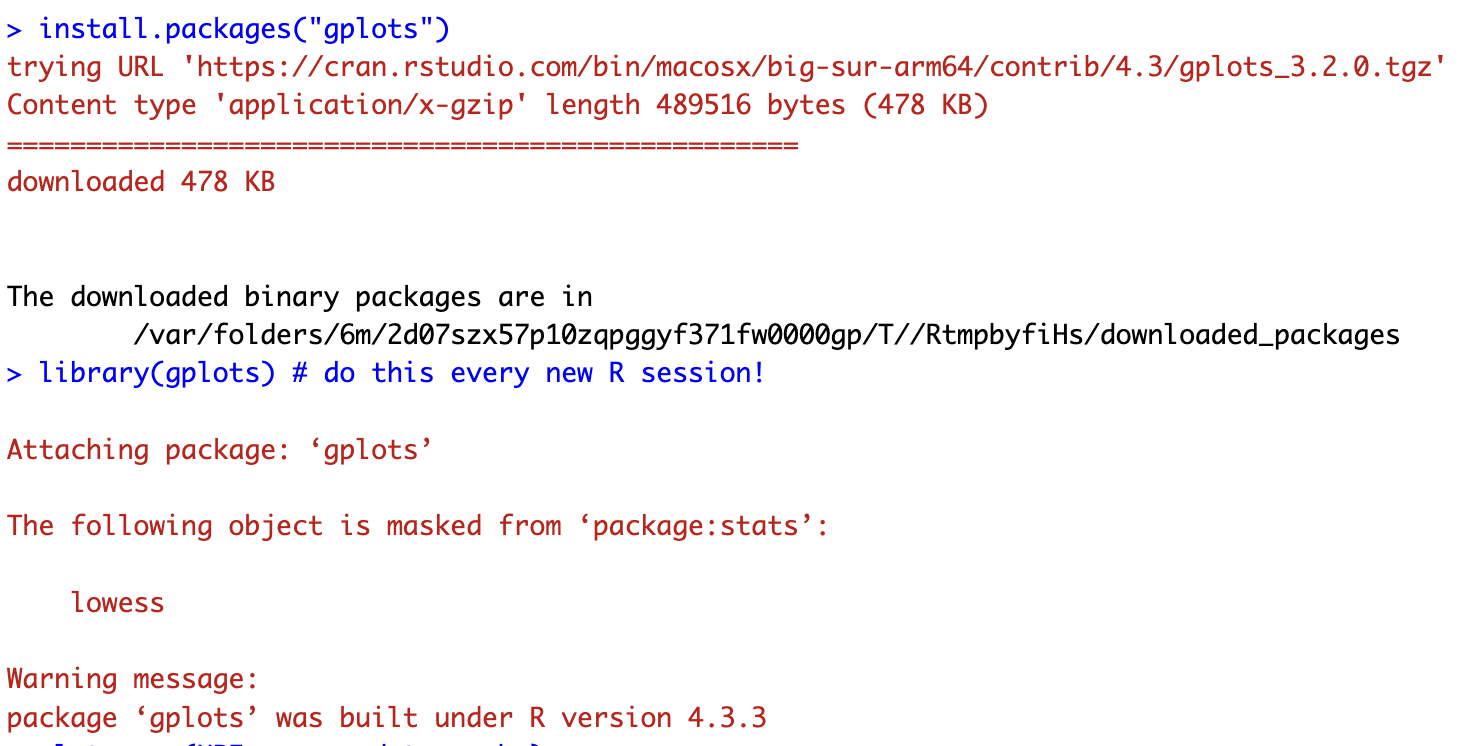 > install.packages("gplots")
trying URL 'https://cran.rstudio.com/bin/macosx/big-sur-arm64/contrib/4.3/gplots_3.2.0.tgz'
Content type 'application/x-gzip' length 489516 bytes (478 KB)
==================================================
downloaded 478 KB
The downloaded binary packages are in
/var/folders/6m/2d07szx57p10zqpggyf371fw0000gp/T//RtmpbyfiHs/downloaded_packages
> library(gplots) # do this every new R session!
Attaching package: ‘gplots’
The following object is masked from ‘package:stats’:
lowess
Warning message:
package ‘gplots’ was built under R version 4.3.3